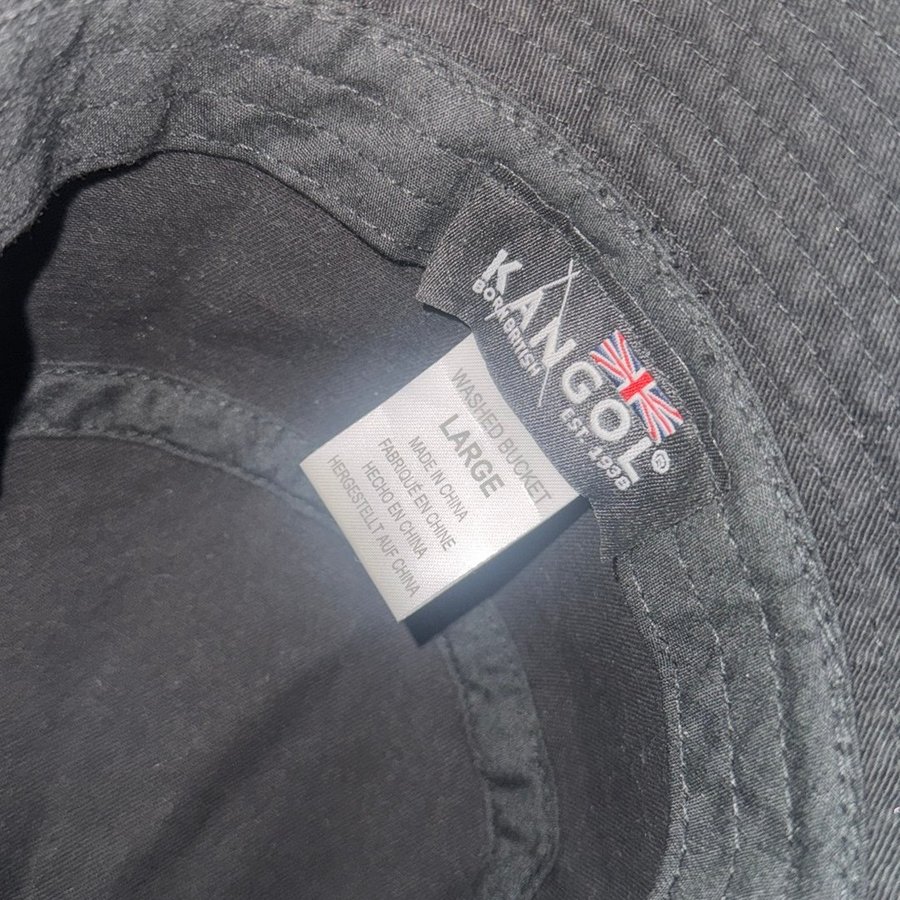 KANGOL®
BORN BRITISH EST. 1938
WASHED BUCKET
LARGE
MADE IN CHINA
FABRIQUÉ EN CHINE
HECHO EN CHINA
HERGESTELLT AUF CHINA